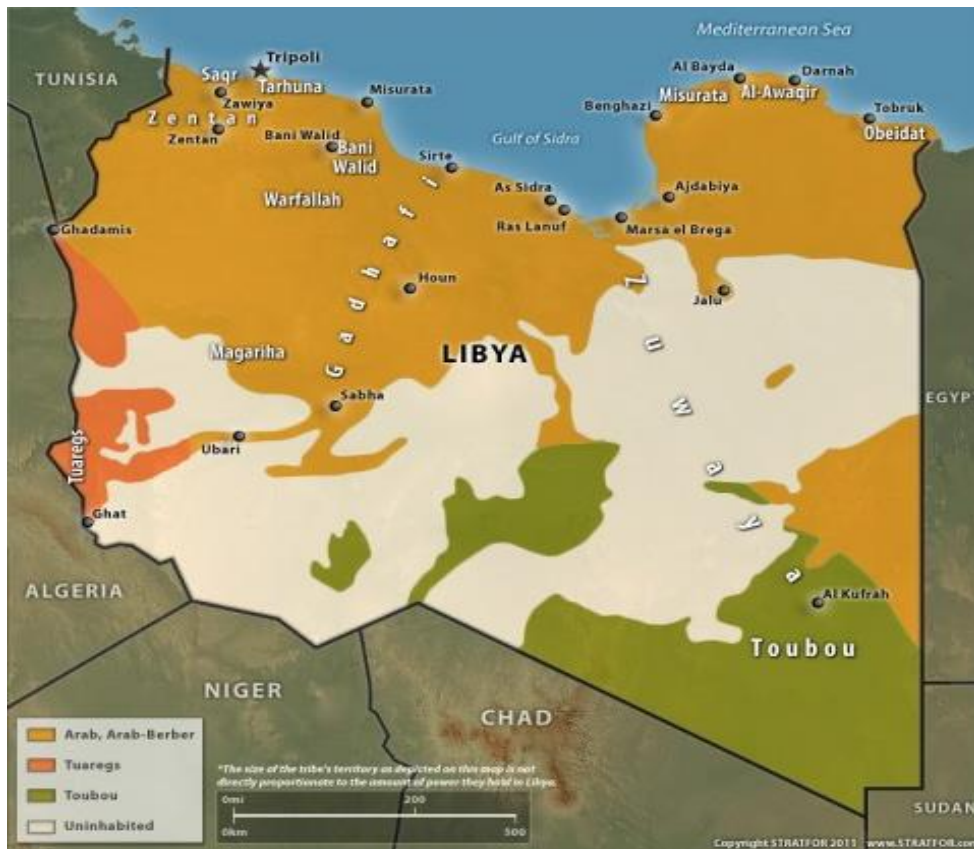 Mediterranean Sea
TUNISIA
Tripoli
Saqr
Tarhuna
Zawiya
Misurata
Zentan
Zentan
Bani Walid
Bani
Walid
Warfallah
Sirte
Gulf of Sidra
Al Bayda
Darnah
Misurata
Al-Awaqir
Benghazi
Tobruk
Obeidat
As Sidra
Ajdabiya
Ras Lanuf
Marsa el Brega
Ghadamis
Houn
Gadhafi
Jalu
Zuwaya
Magariha
LIBYA
Sabha
EGYPT
Ubari
Tuaregs
Ghat
ALGERIA
Al Kufrah
Toubou
NIGER
CHAD
SUDAN
Arab, Arab-Berber
Tuaregs
Toubou
Uninhabited
*The size of the tribe's territory as depicted on this map is not
directly proportionate to the amount of power they hold in Libya.
0mi 200
0km 500
Copyright STRATFOR 2011 www.STRATFOR.com